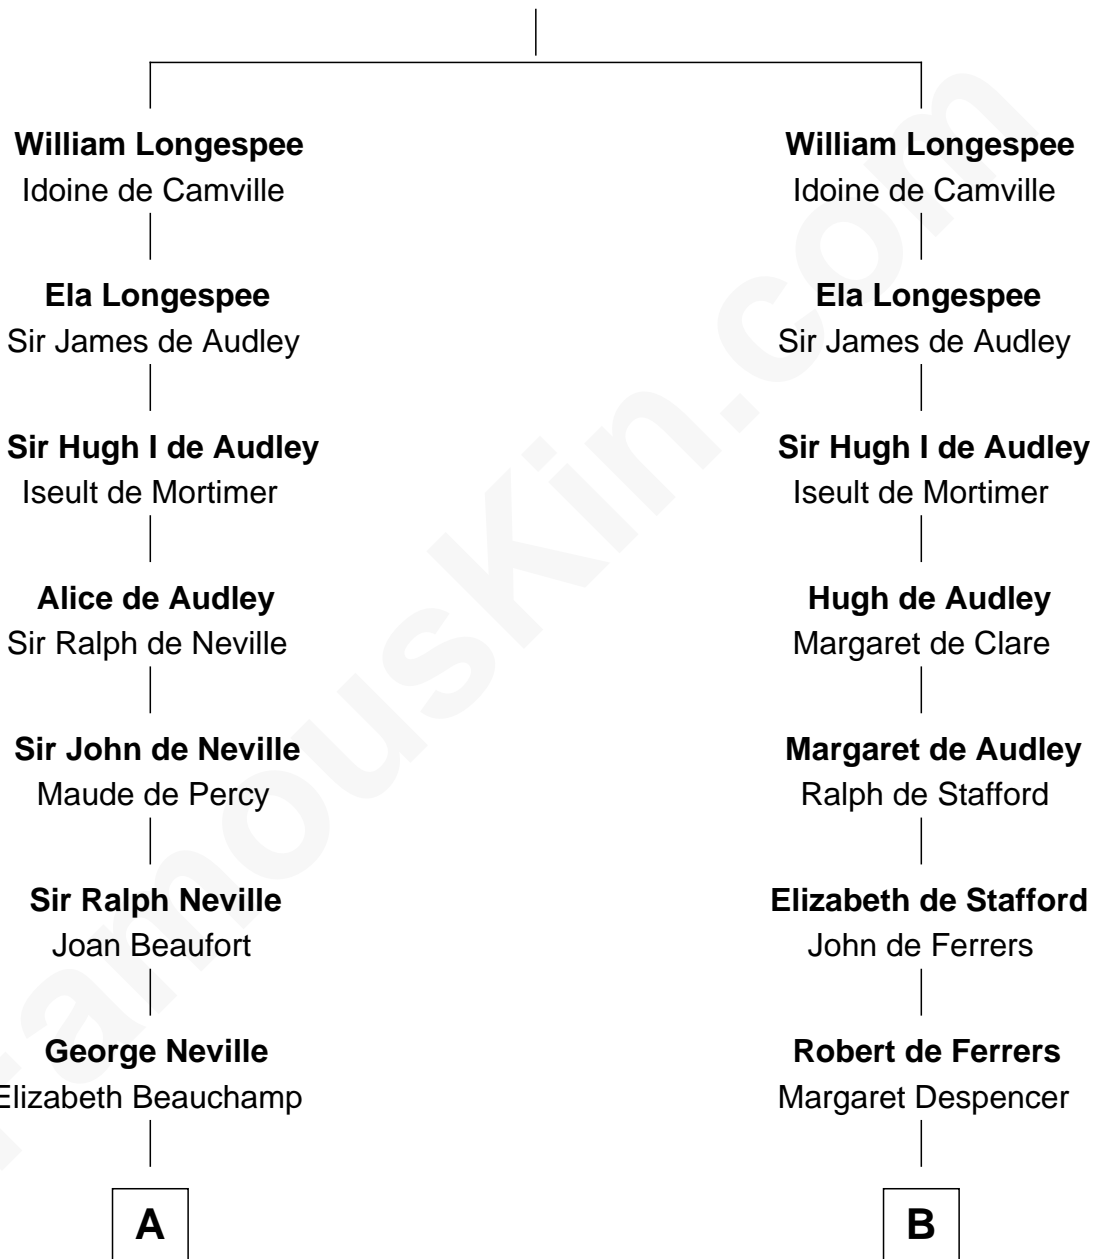 William Longespee
Idoine de Camville
Ela Longespee
Sir James de Audley
Sir Hugh I de Audley
Iseult de Mortimer
Alice de Audley
Sir Ralph de Neville
Sir John de Neville
Maude de Percy
Sir Ralph Neville
Joan Beaufort
George Neville
Elizabeth Beauchamp
A
William Longespee
Idoine de Camville
Ela Longespee
Sir James de Audley
Sir Hugh I de Audley
Iseult de Mortimer
Hugh de Audley
Margaret de Clare
Margaret de Audley
Ralph de Stafford
Elizabeth de Stafford
John de Ferrers
Robert de Ferrers
Margaret Despencer
B
FamousKin.com